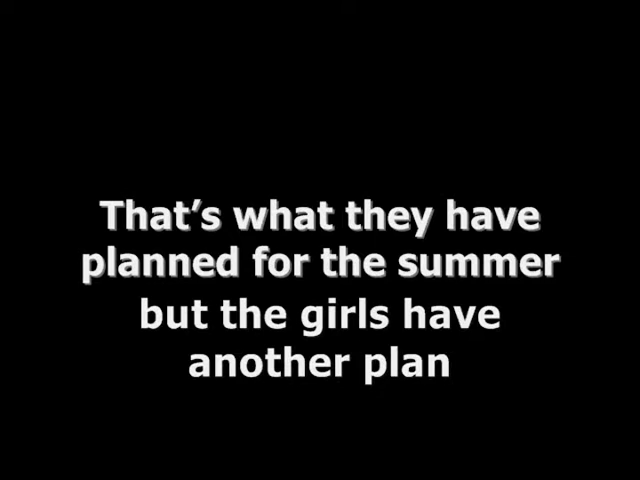 That’s what they have
planned for the summer
but the girls have
another plan